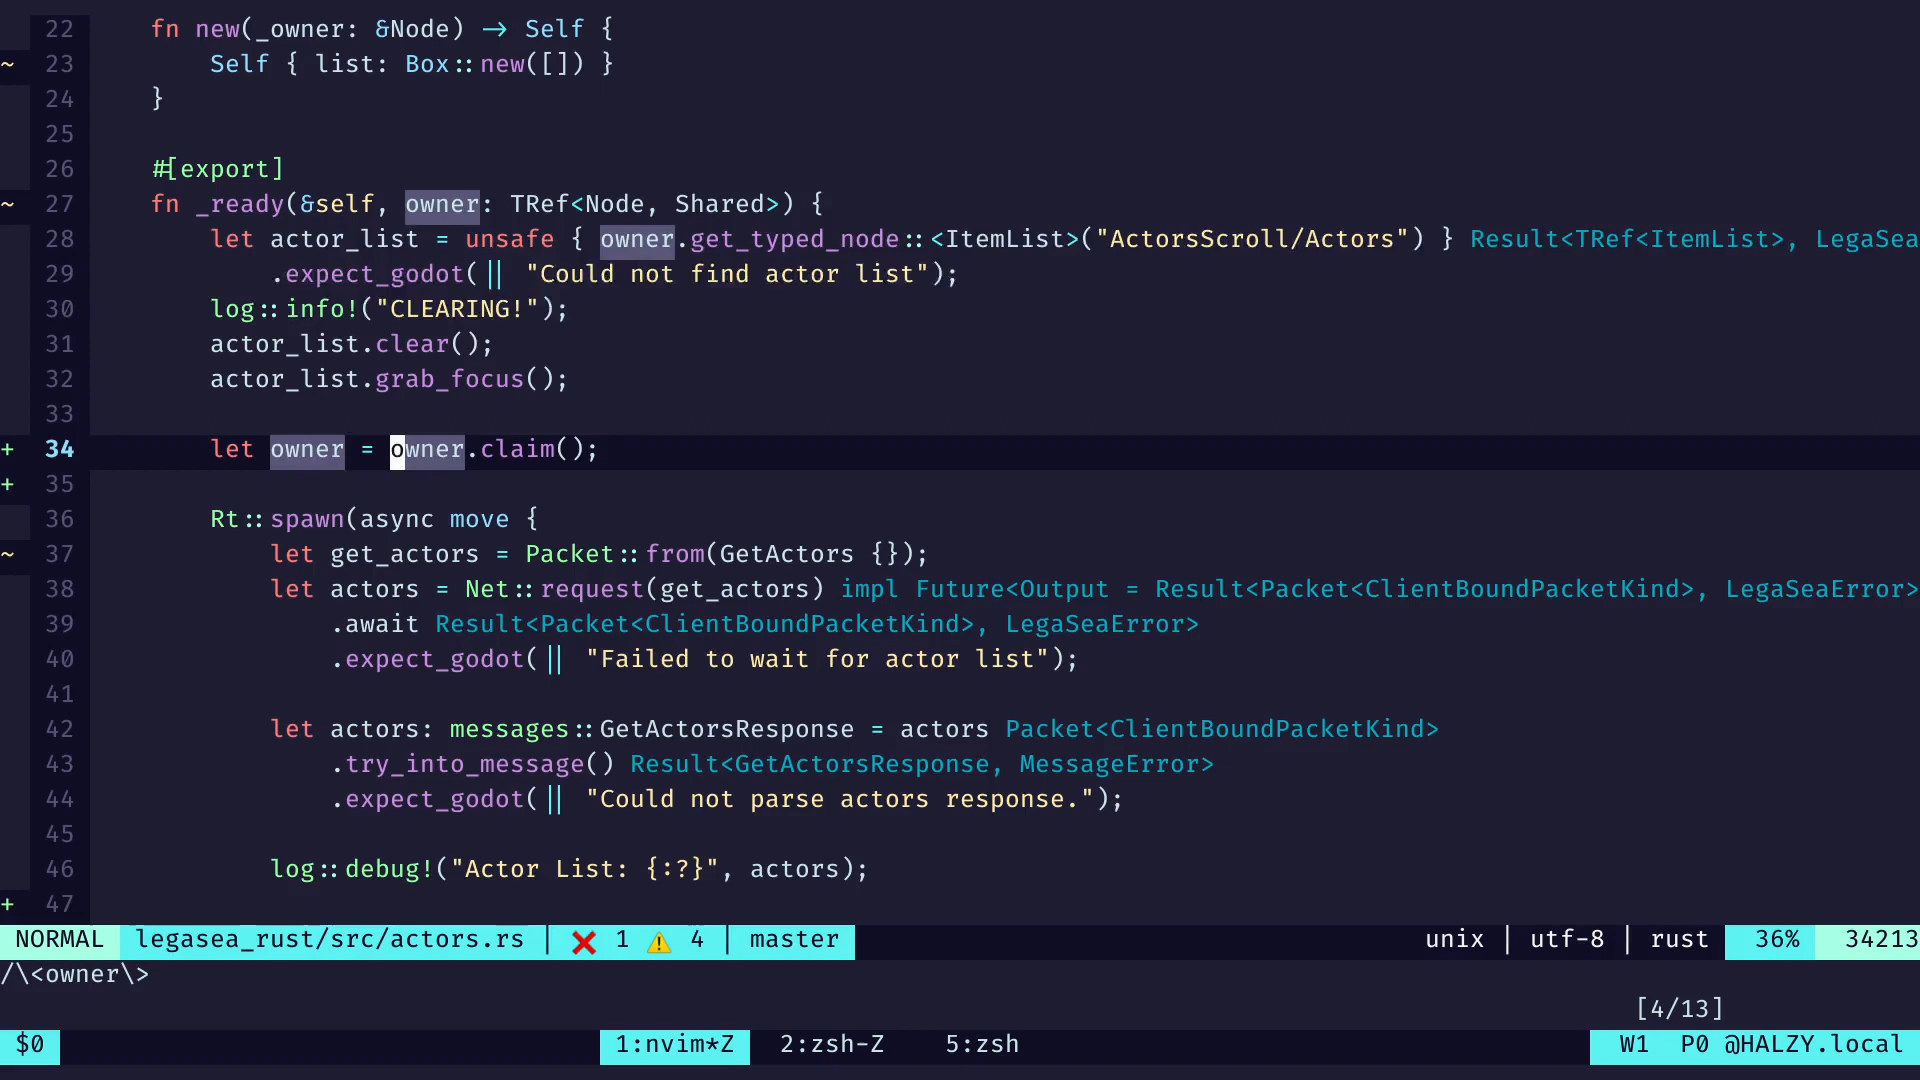 22 fn new(_owner: &Node) -> Self {
~ 23 Self { list: Box::new([]) }
24 }
25
26 #[export]
~ 27 fn _ready(&self, owner: TRef<Node, Shared>) {
28 let actor_list = unsafe { owner.get_typed_node::<ItemList>("ActorsScroll/Actors") } Result<TRef<ItemList>, LegaSea
29 .expect_godot(|| "Could not find actor list");
30 log::info!("CLEARING!");
31 actor_list.clear();
32 actor_list.grab_focus();
33
+ 34 let owner = owner.claim();
+ 35
36 Rt::spawn(async move {
~ 37 let get_actors = Packet::from(GetActors {});
38 let actors = Net::request(get_actors) impl Future<Output = Result<Packet<ClientBoundPacketKind>, LegaSeaError>
39 .await Result<Packet<ClientBoundPacketKind>, LegaSeaError>
40 .expect_godot(|| "Failed to wait for actor list");
41
42 let actors: messages::GetActorsResponse = actors Packet<ClientBoundPacketKind>
43 .try_into_message() Result<GetActorsResponse, MessageError>
44 .expect_godot(|| "Could not parse actors response.");
45
46 log::debug!("Actor List: {:?}", actors);
+ 47
NORMAL legasea_rust/src/actors.rs | ❌ 1 ⚠️ 4 | master unix | utf-8 | rust 36% 34213
/\<owner\>
[4/13]
$0 1:nvim*Z 2:zsh-Z 5:zsh W1 P0 @HALZY.local